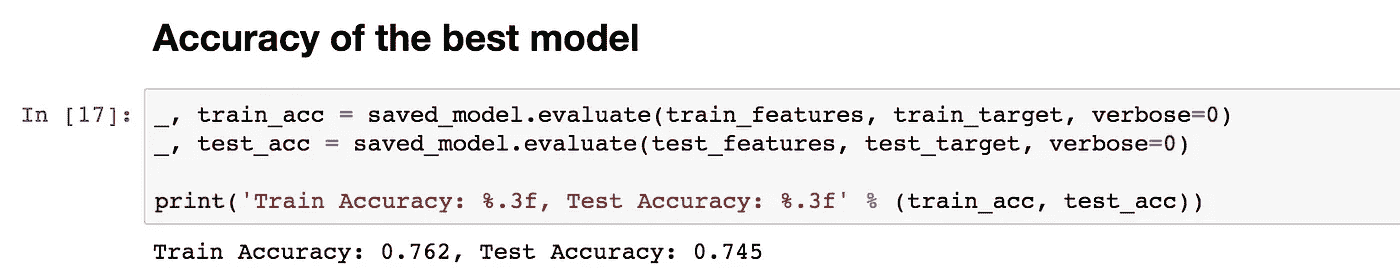 Accuracy of the best model
In [17]:
_, train_acc = saved_model.evaluate(train_features, train_target, verbose=0)
_, test_acc = saved_model.evaluate(test_features, test_target, verbose=0)
print('Train Accuracy: %.3f, Test Accuracy: %.3f' % (train_acc, test_acc))
Train Accuracy: 0.762, Test Accuracy: 0.745